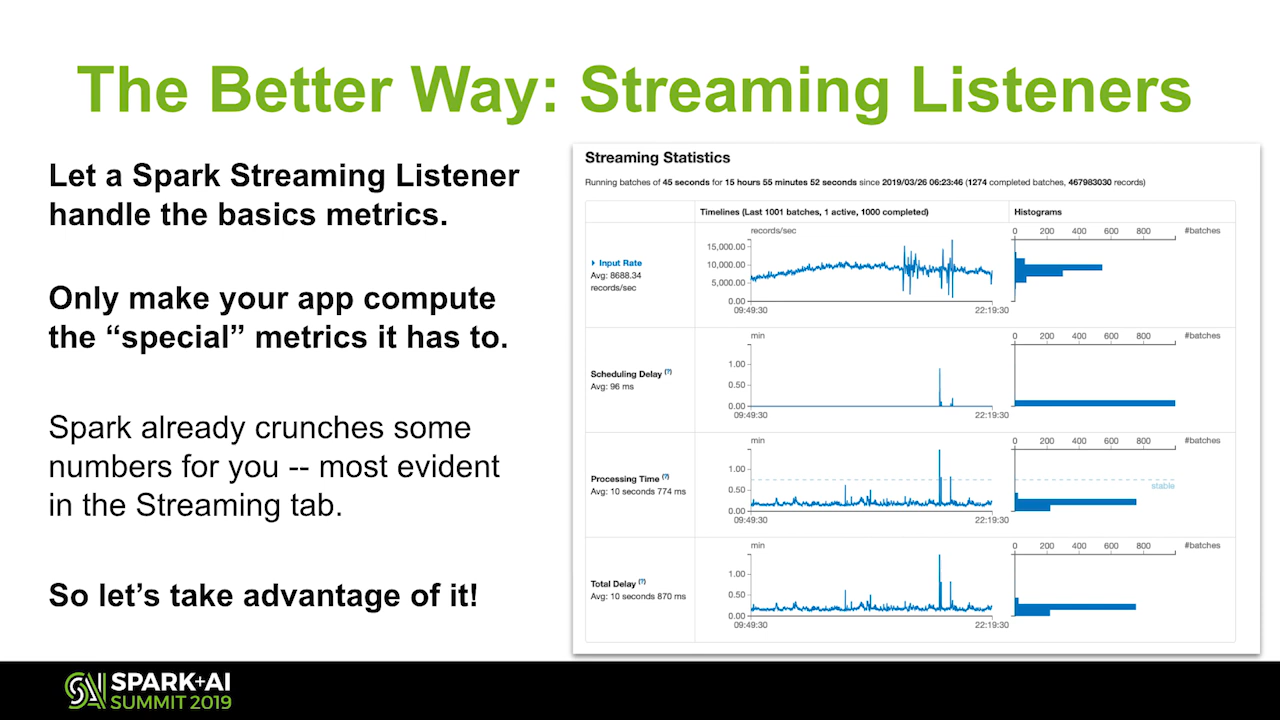 The Better Way: Streaming Listeners
Let a Spark Streaming Listener
handle the basics metrics.
Only make your app compute
the “special” metrics it has to.
Spark already crunches some
numbers for you -- most evident
in the Streaming tab.
So let’s take advantage of it!
Streaming Statistics
Running batches of 45 seconds for 15 hours 55 minutes 52 seconds since 2019/03/26 06:23:46 (1274 completed batches, 467983030 records)
Timelines (Last 1001 batches, 1 active, 1000 completed)
Histograms
Input Rate
Avg: 8688.34
records/sec
records/sec
15,000.00
10,000.00
5,000.00
0.00
09:49:30
22:19:30
0 200 400 600 800 #batches
Scheduling Delay (?)
Avg: 96 ms
min
1.00
0.50
0.00
09:49:30
22:19:30
0 200 400 600 800 #batches
Processing Time (?)
Avg: 10 seconds 774 ms
min
1.00
0.50
0.00
09:49:30
22:19:30
0 200 400 600 800 #batches
stable
Total Delay (?)
Avg: 10 seconds 870 ms
min
1.00
0.50
0.00
09:49:30
22:19:30
0 200 400 600 800 #batches
SPARK+AI
SUMMIT 2019